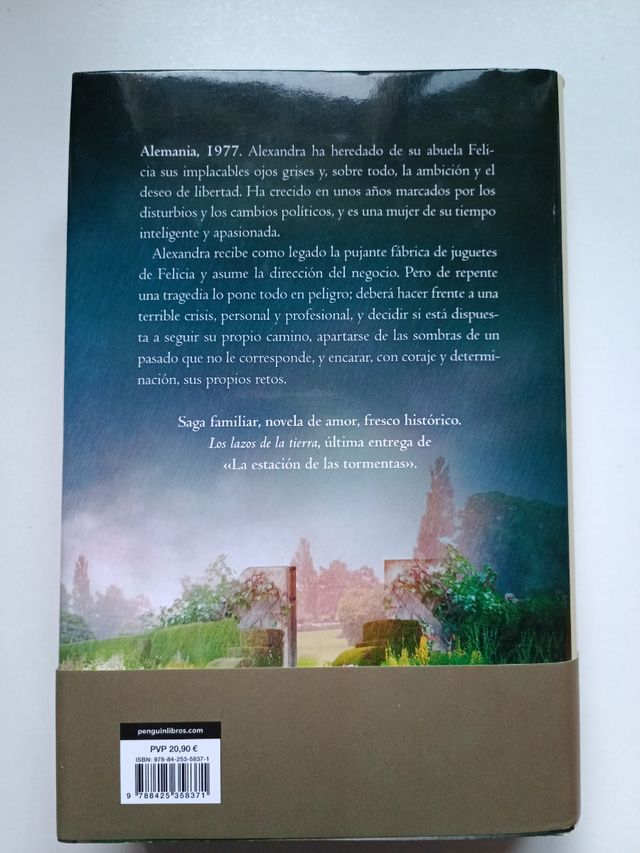 Alemania, 1977. Alexandra ha heredado de su abuela Feli-
cia sus implacables ojos grises y, sobre todo, la ambición y el
deseo de libertad. Ha crecido en unos años marcados por los
disturbios y los cambios políticos, y es una mujer de su tiempo
inteligente y apasionada.
Alexandra recibe como legado la pujante fábrica de juguetes
de Felicia y asume la dirección del negocio. Pero de repente
una tragedia lo pone todo en peligro; deberá hacer frente a una
terrible crisis, personal y profesional, y decidir si está dispues-
ta a seguir su propio camino, apartarse de las sombras de un
pasado que no le corresponde, y encarar, con coraje y determi-
nación, sus propios retos.
Saga familiar, novela de amor, fresco histórico.
Los lazos de la tierra, última entrega de
«La estación de las tormentas».
penguinlibros.com
PVP 20,90 €
ISBN: 978-84-253-5837-1
9 788425 358371